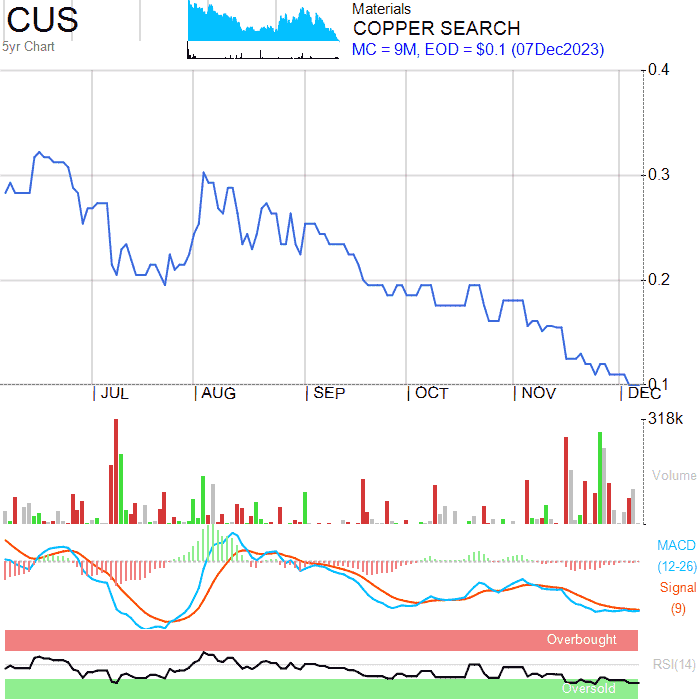 CUS
5yr Chart
Materials
COPPER SEARCH
MC = 9M, EOD = $0.1 (07Dec2023)
0.4
0.3
0.2
0.1
JUL AUG SEP OCT NOV DEC
318k
Volume
MACD
(12-26)
Signal
(9)
Overbought
RSI(14)
Oversold